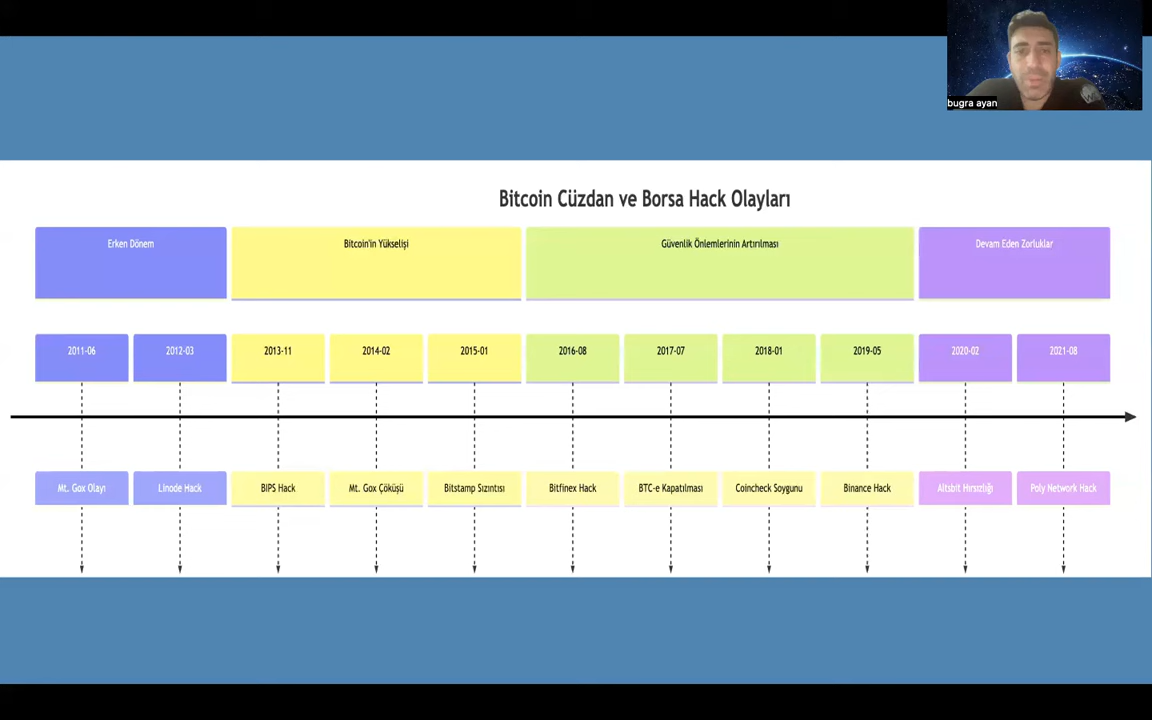 bugra ayan
Bitcoin Cüzdan ve Borsa Hack Olayları
Erken Dönem
Bitcoin'in Yükselişi
Güvenlik Önlemlerinin Artırılması
Devam Eden Zorluklar
2011-06
2012-03
2013-11
2014-02
2015-01
2016-08
2017-07
2018-01
2019-05
2020-02
2021-08
Mt. Gox Olayı
Linode Hack
BIPS Hack
Mt. Gox Çöküşü
Bitstamp Sızıntısı
Bitfinex Hack
BTC-e Kapatılması
Coincheck Soygunu
Binance Hack
Altsbit Hırsızlığı
Poly Network Hack